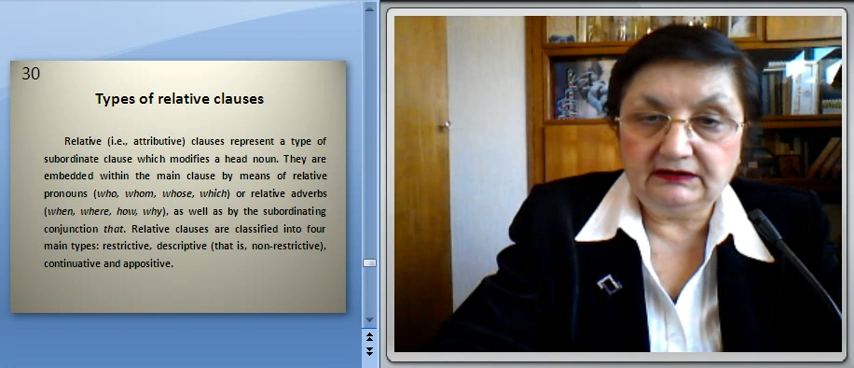 30
Types of relative clauses
Relative (i.e., attributive) clauses represent a type of
subordinate clause which modifies a head noun. They are
embedded within the main clause by means of relative
pronouns (who, whom, whose, which) or relative adverbs
(when, where, how, why), as well as by the subordinating
conjunction that. Relative clauses are classified into four
main types: restrictive, descriptive (that is, non-restrictive),
continuative and appositive.